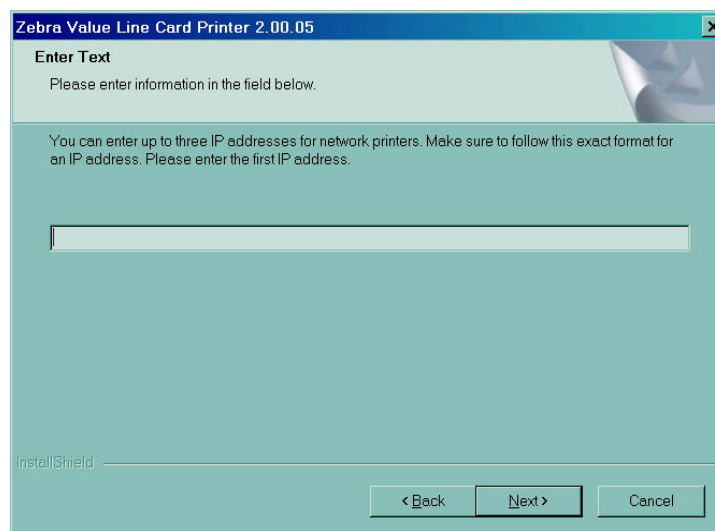 Zebra Value Line Card Printer 2.00.05
Enter Text
Please enter information in the field below.
You can enter up to three IP addresses for network printers. Make sure to follow this exact format for
an IP address. Please enter the first IP address.
InstallShield
< Back
Next >
Cancel